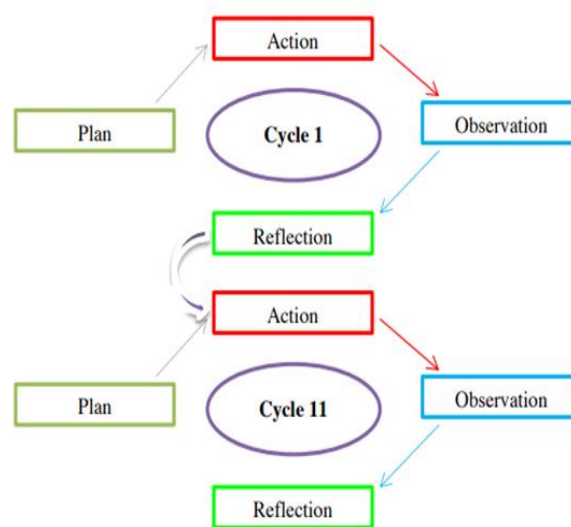 Action
Plan
Cycle 1
Observation
Reflection
Action
Plan
Cycle 11
Observation
Reflection